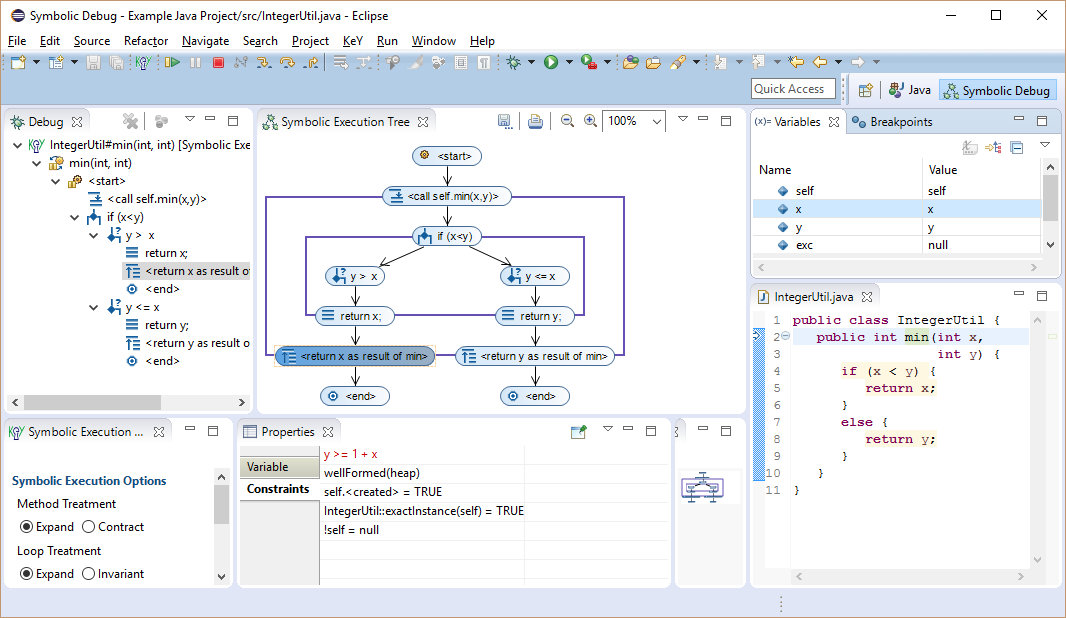 Symbolic Debug - Example Java Project/src/IntegerUtil.java - Eclipse
File Edit Source Refactor Navigate Search Project KeY Run Window Help
Quick Access Java Symbolic Debug
Debug
IntegerUtil#min(int, int) [Symbolic Exe
min(int, int)
<start>
<call self.min(x,y)>
if (x<y)
y > x
return x;
<return x as result o
<end>
y <= x
return y;
<return y as result o
<end>
Symbolic Execution Tree
100%
<start>
<call self.min(x,y)>
if (x<y)
y > x y <= x
return x; return y;
<return x as result of min> <return y as result of min>
<end> <end>
(x)= Variables Breakpoints
Name Value
self self
x x
y y
exc null
IntegerUtil.java
1 public class IntegerUtil {
2 public int min(int x,
3 int y) {
4 if (x < y) {
5 return x;
6 }
7 else {
8 return y;
9 }
10 }
11 }
Symbolic Execution ...
Symbolic Execution Options
Method Treatment
Expand Contract
Loop Treatment
Expand Invariant
Properties
Variable
Constraints
y >= 1 + x
wellFormed(heap)
self.<created> = TRUE
IntegerUtil::exactInstance(self) = TRUE
!self = null